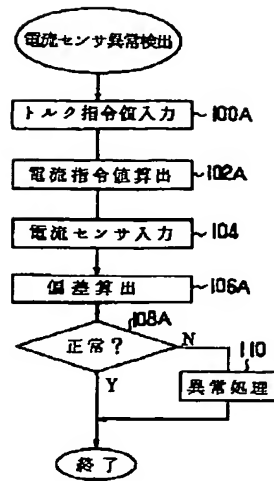 電流センサ異常検出
トルク指令値入力
100A
電流指令値算出
102A
電流センサ入力
104
偏差算出
106A
108A
正常?
N
110
Y
異常処理
終了